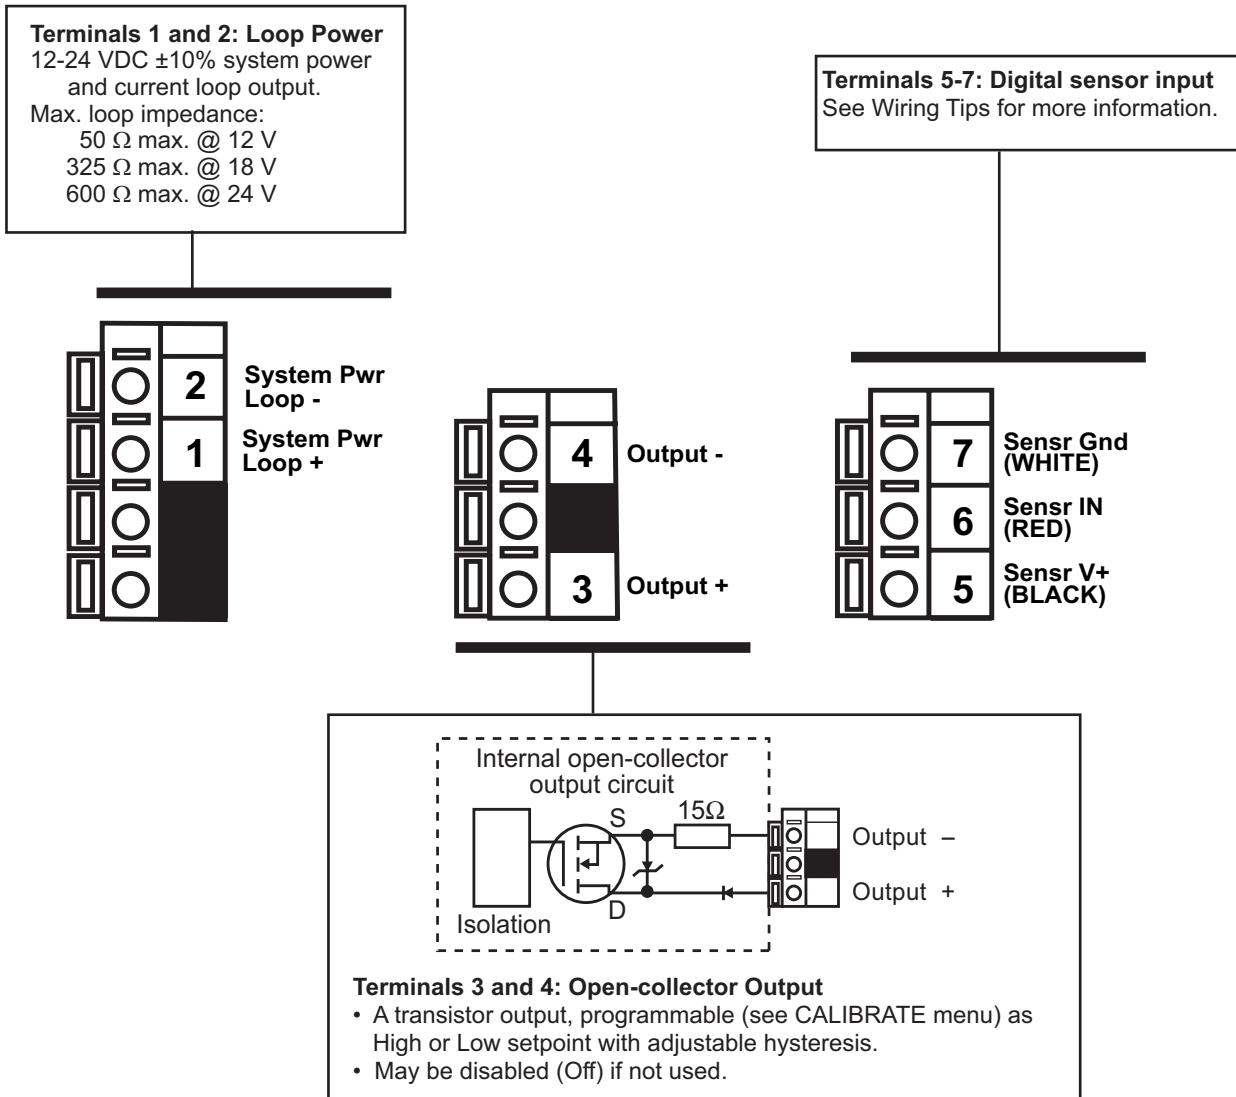 Terminals 1 and 2: Loop Power
12-24 VDC ±10% system power
and current loop output.
Max. loop impedance:
50 Ω max. @ 12 V
325 Ω max. @ 18 V
600 Ω max. @ 24 V
Terminals 5-7: Digital sensor input
See Wiring Tips for more information.
2
System Pwr
Loop -
1
System Pwr
Loop +
4
Output -
3
Output +
7
Sensr Gnd
(WHITE)
6
Sensr IN
(RED)
5
Sensr V+
(BLACK)
Internal open-collector
output circuit
S
15Ω
D
Isolation
Output –
Output +
Terminals 3 and 4: Open-collector Output
• A transistor output, programmable (see CALIBRATE menu) as
High or Low setpoint with adjustable hysteresis.
• May be disabled (Off) if not used.